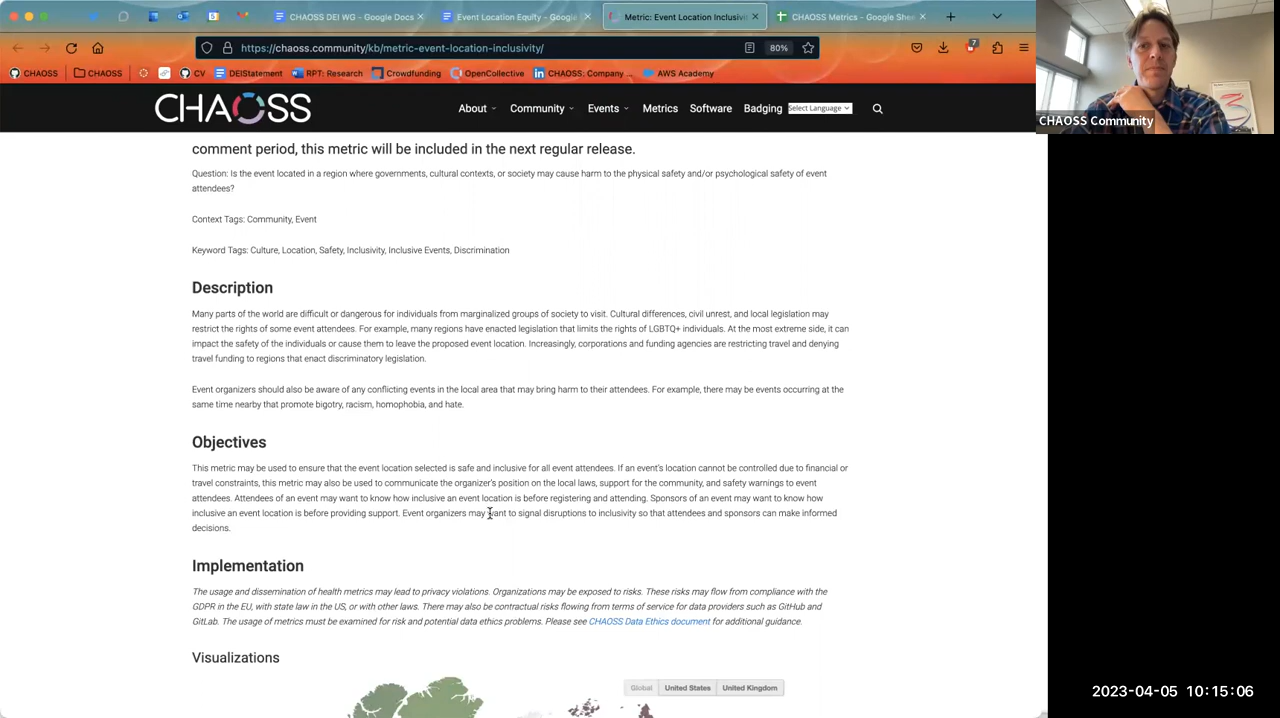 CHAOSS DEI WG - Google Docs
Event Location Equity - Google
Metric: Event Location Inclusivi
CHAOSS Metrics - Google She
https://chaoss.community/kb/metric-event-location-inclusivity/
80%
7
CHAOSS
CHAOSS
CV
DEIStatement
RPT: Research
Crowdfunding
OpenCollective
CHAOSS: Company ...
AWS Academy
CHAOSS
About
Community
Events
Metrics
Software
Badging
Select Language
CHAOSS Community
comment period, this metric will be included in the next regular release.
Question: Is the event located in a region where governments, cultural contexts, or society may cause harm to the physical safety and/or psychological safety of event
attendees?
Context Tags: Community, Event
Keyword Tags: Culture, Location, Safety, Inclusivity, Inclusive Events, Discrimination
Description
Many parts of the world are difficult or dangerous for individuals from marginalized groups of society to visit. Cultural differences, civil unrest, and local legislation may
restrict the rights of some event attendees. For example, many regions have enacted legislation that limits the rights of LGBTQ+ individuals. At the most extreme side, it can
impact the safety of the individuals or cause them to leave the proposed event location. Increasingly, corporations and funding agencies are restricting travel and denying
travel funding to regions that enact discriminatory legislation.
Event organizers should also be aware of any conflicting events in the local area that may bring harm to their attendees. For example, there may be events occurring at the
same time nearby that promote bigotry, racism, homophobia, and hate.
Objectives
This metric may be used to ensure that the event location selected is safe and inclusive for all event attendees. If an event's location cannot be controlled due to financial or
travel constraints, this metric may also be used to communicate the organizer's position on the local laws, support for the community, and safety warnings to event
attendees. Attendees of an event may want to know how inclusive an event location is before registering and attending. Sponsors of an event may want to know how
inclusive an event location is before providing support. Event organizers may want to signal disruptions to inclusivity so that attendees and sponsors can make informed
decisions.
Implementation
The usage and dissemination of health metrics may lead to privacy violations. Organizations may be exposed to risks. These risks may flow from compliance with the
GDPR in the EU, with state law in the US, or with other laws. There may also be contractual risks flowing from terms of service for data providers such as GitHub and
GitLab. The usage of metrics must be examined for risk and potential data ethics problems. Please see CHAOSS Data Ethics document for additional guidance.
Visualizations
Global
United States
United Kingdom
2023-04-05 10:15:06